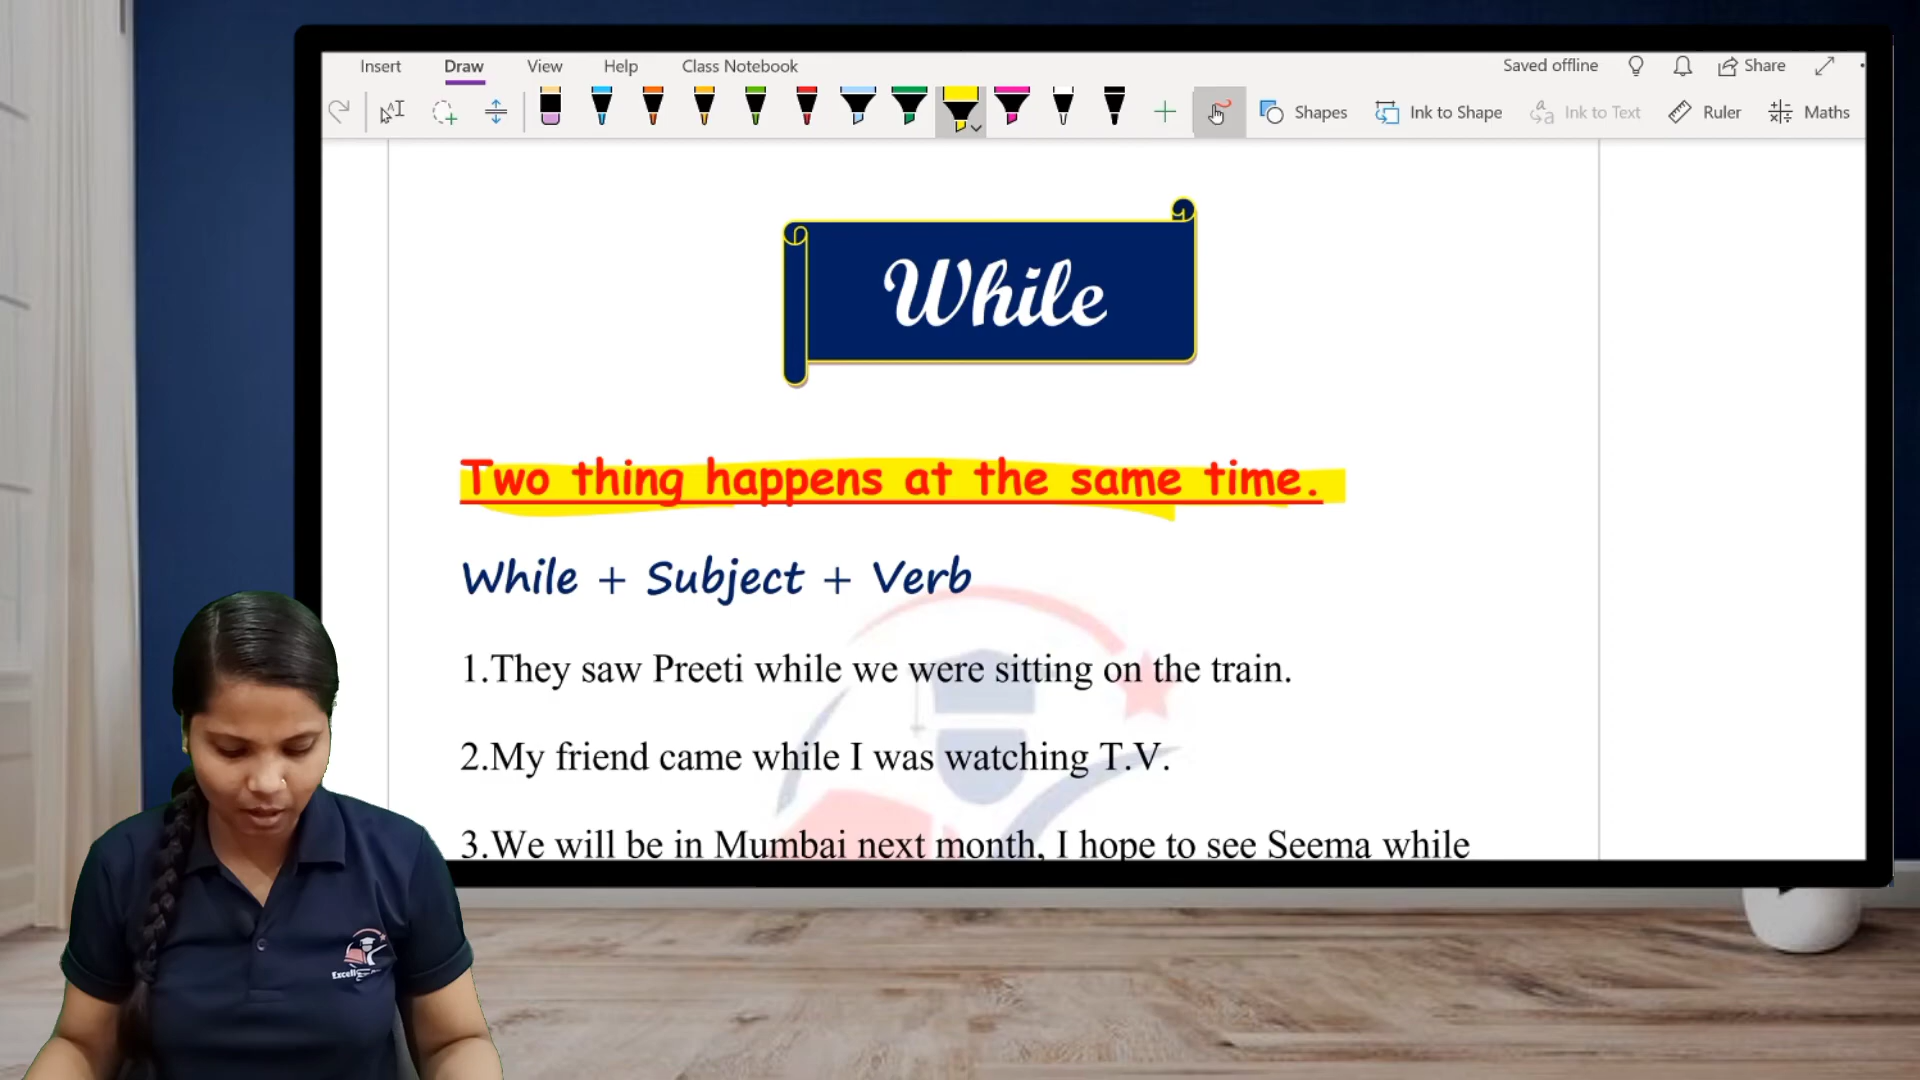 Insert Draw View Help Class Notebook Saved offline Share
Shapes Ink to Shape Ink to Text Ruler Maths
While
Two thing happens at the same time.
While + Subject + Verb
1.They saw Preeti while we were sitting on the train.
2.My friend came while I was watching T.V.
3.We will be in Mumbai next month, I hope to see Seema while